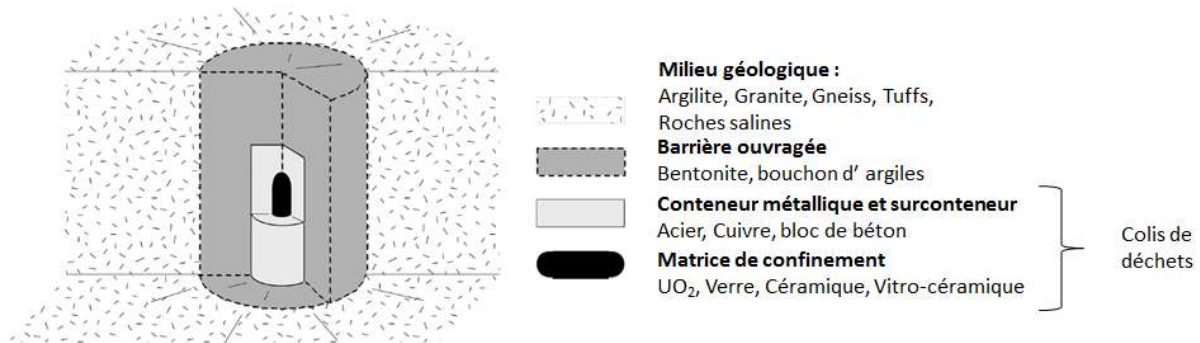 Milieu géologique :
Argilite, Granite, Gneiss, Tuffs,
Roches salines
Barrière ouvragée
Bentonite, bouchon d’ argiles
Conteneur métallique et surconteneur
Acier, Cuivre, bloc de béton
Matrice de confinement
UO₂, Verre, Céramique, Vitro-céramique
Colis de
déchets